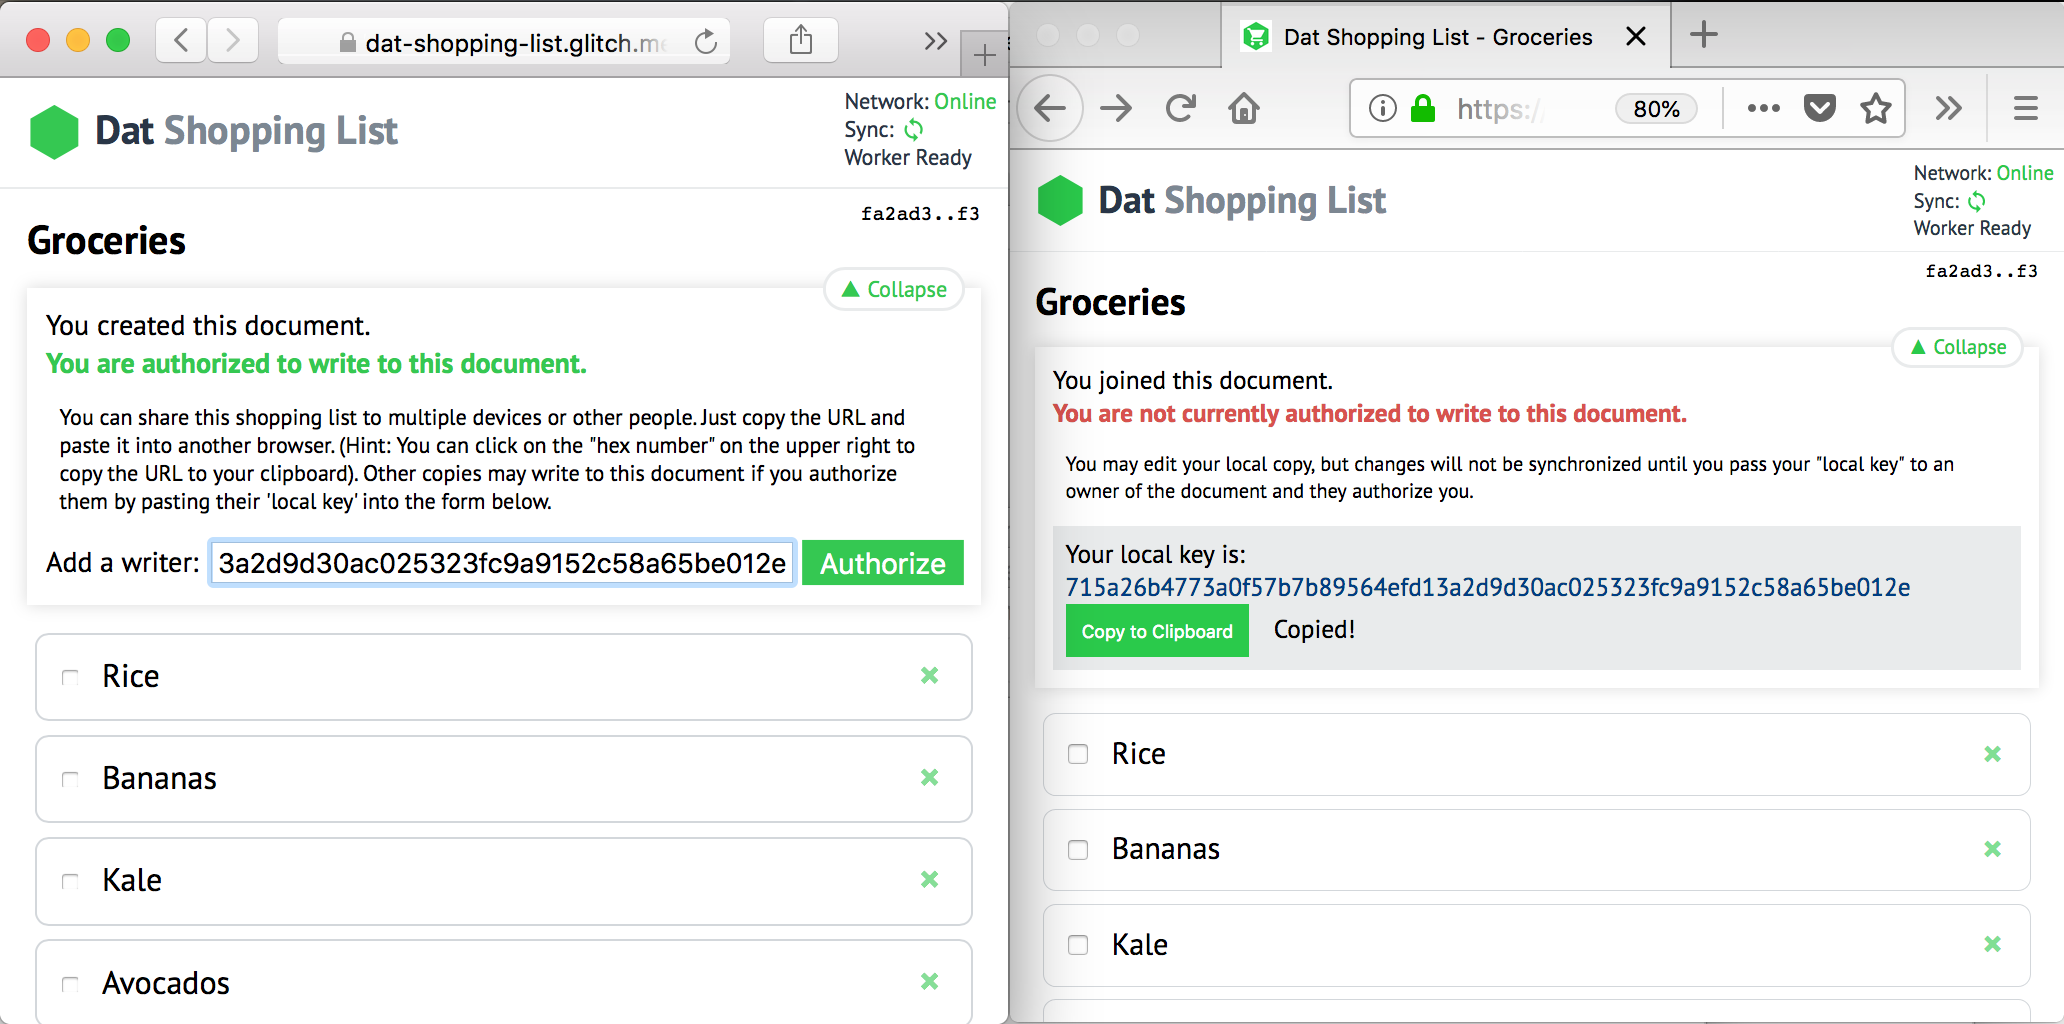 dat-shopping-list.glitch.me
Dat Shopping List
Network: Online
Sync:
Worker Ready
fa2ad3..f3
Groceries
Collapse
You created this document.
You are authorized to write to this document.
You can share this shopping list to multiple devices or other people. Just copy the URL and
paste it into another browser. (Hint: You can click on the "hex number" on the upper right to
copy the URL to your clipboard). Other copies may write to this document if you authorize
them by pasting their 'local key' into the form below.
Add a writer: 3a2d9d30ac025323fc9a9152c58a65be012e Authorize
Rice
Bananas
Kale
Avocados
Dat Shopping List - Groceries
https:/ 80%
Dat Shopping List
Network: Online
Sync:
Worker Ready
fa2ad3..f3
Groceries
Collapse
You joined this document.
You are not currently authorized to write to this document.
You may edit your local copy, but changes will not be synchronized until you pass your "local key" to an
owner of the document and they authorize you.
Your local key is:
715a26b4773a0f57b7b89564efd13a2d9d30ac025323fc9a9152c58a65be012e
Copy to Clipboard Copied!
Rice
Bananas
Kale